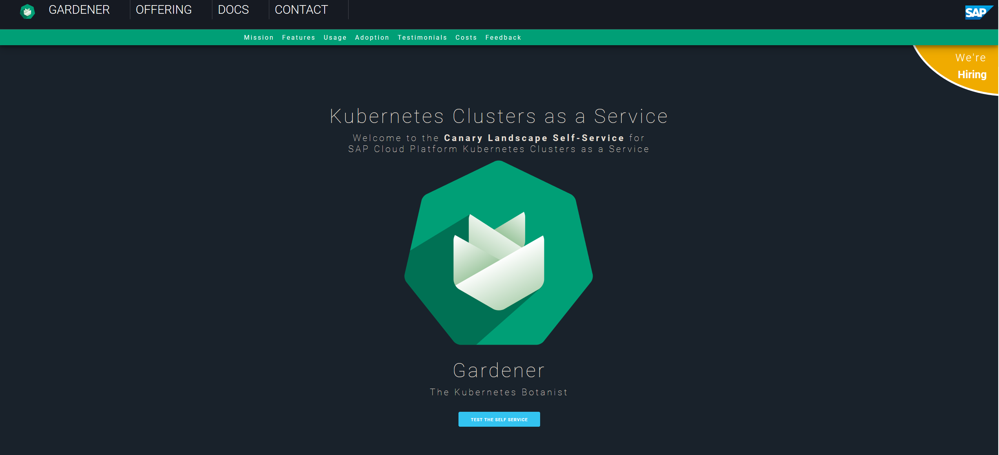 GARDENER OFFERING DOCS CONTACT SAP
Mission Features Usage Adoption Testimonials Costs Feedback
We're
Hiring
Kubernetes Clusters as a Service
Welcome to the Canary Landscape Self-Service for
SAP Cloud Platform Kubernetes Clusters as a Service
Gardener
The Kubernetes Botanist
TEST THE SELF SERVICE